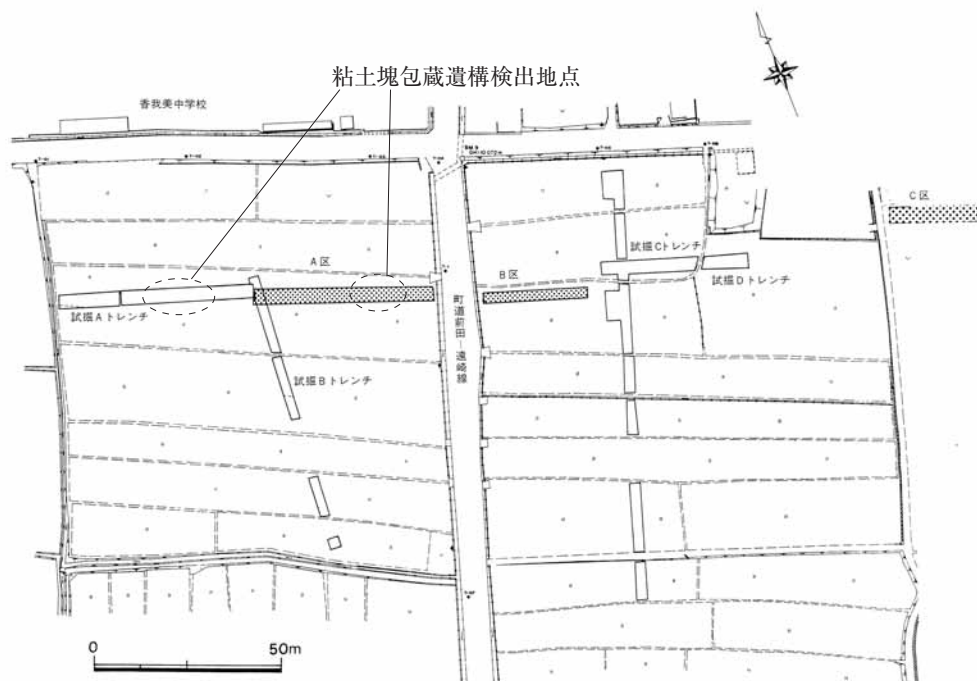 粘土塊包蔵遺構検出地点
香我美中学校
C区
試掘Cトレンチ
A区
B区
試掘Dトレンチ
試掘Aトレンチ
町道前田ー遠崎線
試掘Bトレンチ
0 50m